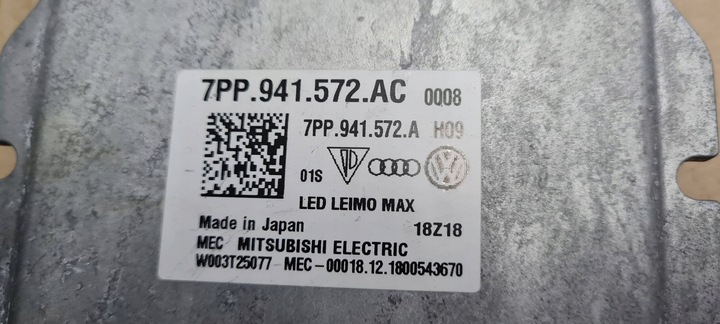 7PP.941.572.AC 0008
7PP.941.572.A H09
01S
LED LEIMO MAX
Made in Japan 18Z18
MEC MITSUBISHI ELECTRIC
W003T25077 MEC-00018.12.1800543670